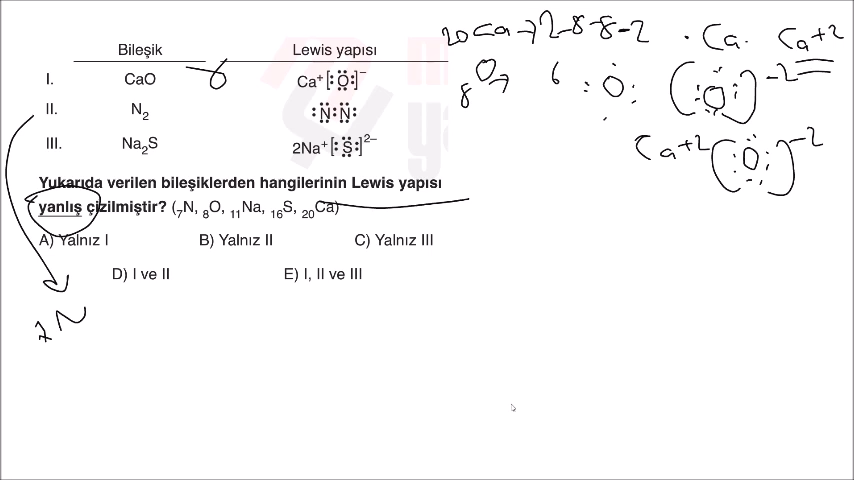 Bileşik Lewis yapısı
I. CaO Ca⁺[:Ö:]⁻
II. N₂ :N::N:
III. Na₂S 2Na⁺[:S:]²⁻
Yukarıda verilen bileşiklerden hangilerinin Lewis yapısı
yanlış çizilmiştir? (₇N, ₈O, ₁₁Na, ₁₆S, ₂₀Ca)
A) Yalnız I B) Yalnız II C) Yalnız III
D) I ve II E) I, II ve III
₇N
₂₀Ca → 2-8-8-2 ·Ca· Ca+2
₈O → 6 :O: (:O:)-2
Ca+2 (:O:)-2